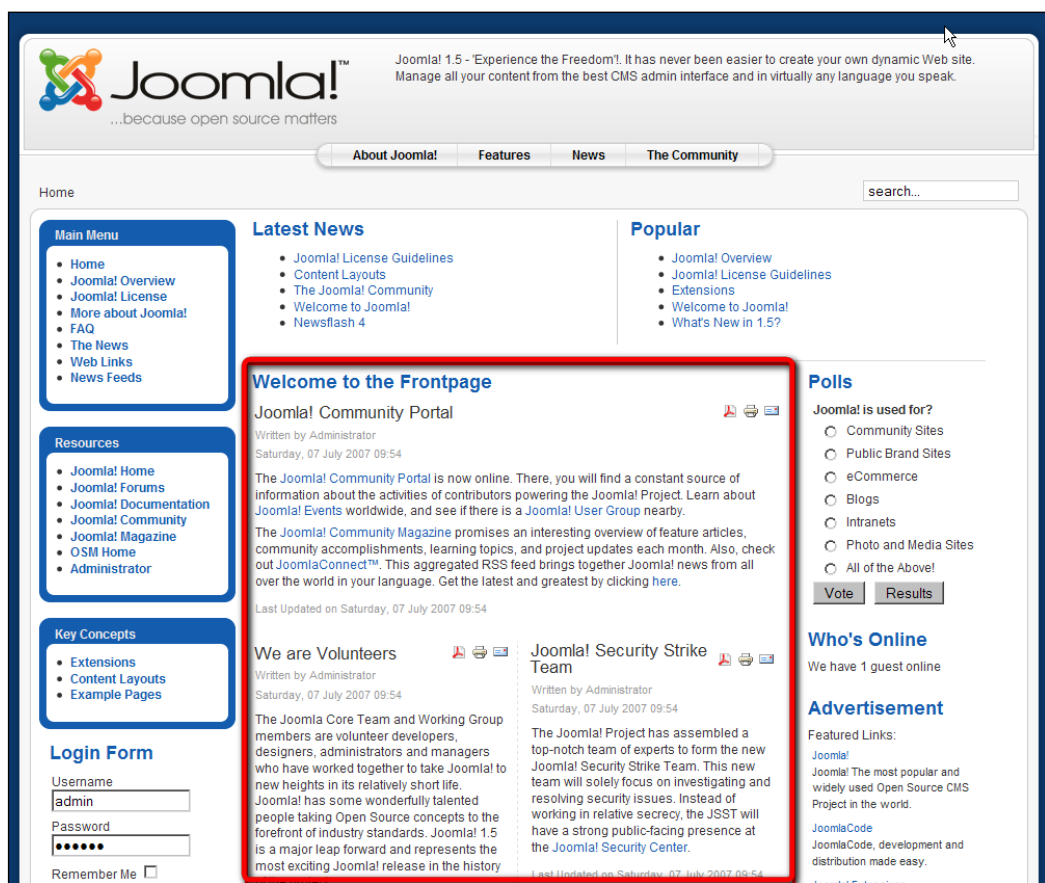 Joomla!™
...because open source matters
Joomla! 1.5 - 'Experience the Freedom'!. It has never been easier to create your own dynamic Web site.
Manage all your content from the best CMS admin interface and in virtually any language you speak.
About Joomla! Features News The Community
Home
search...
Main Menu
Home
Joomla! Overview
Joomla! License
More about Joomla!
FAQ
The News
Web Links
News Feeds
Resources
Joomla! Home
Joomla! Forums
Joomla! Documentation
Joomla! Community
Joomla! Magazine
OSM Home
Administrator
Key Concepts
Extensions
Content Layouts
Example Pages
Login Form
Username
admin
Password
●●●●●●
Remember Me
Latest News
Joomla! License Guidelines
Content Layouts
The Joomla! Community
Welcome to Joomla!
Newsflash 4
Popular
Joomla! Overview
Joomla! License Guidelines
Extensions
Welcome to Joomla!
What's New in 1.5?
Welcome to the Frontpage
Joomla! Community Portal
Written by Administrator
Saturday, 07 July 2007 09:54
The Joomla! Community Portal is now online. There, you will find a constant source of
information about the activities of contributors powering the Joomla! Project. Learn about
Joomla! Events worldwide, and see if there is a Joomla! User Group nearby.
The Joomla! Community Magazine promises an interesting overview of feature articles,
community accomplishments, learning topics, and project updates each month. Also, check
out JoomlaConnect™. This aggregated RSS feed brings together Joomla! news from all
over the world in your language. Get the latest and greatest by clicking here.
Last Updated on Saturday, 07 July 2007 09:54
We are Volunteers
Written by Administrator
Saturday, 07 July 2007 09:54
The Joomla Core Team and Working Group
members are volunteer developers,
designers, administrators and managers
who have worked together to take Joomla! to
new heights in its relatively short life.
Joomla! has some wonderfully talented
people taking Open Source concepts to the
forefront of industry standards. Joomla! 1.5
is a major leap forward and represents the
most exciting Joomla! release in the history
Joomla! Security Strike
Team
Written by Administrator
Saturday, 07 July 2007 09:54
The Joomla! Project has assembled a
top-notch team of experts to form the new
Joomla! Security Strike Team. This new
team will solely focus on investigating and
resolving security issues. Instead of
working in relative secrecy, the JSST will
have a strong public-facing presence at
the Joomla! Security Center.
Last Updated on Saturday, 07 July 2007 09:54
Polls
Joomla! is used for?
Community Sites
Public Brand Sites
eCommerce
Blogs
Intranets
Photo and Media Sites
All of the Above!
Vote Results
Who's Online
We have 1 guest online
Advertisement
Featured Links:
Joomla!
Joomla! The most popular and
widely used Open Source CMS
Project in the world.
JoomlaCode
JoomlaCode, development and
distribution made easy.